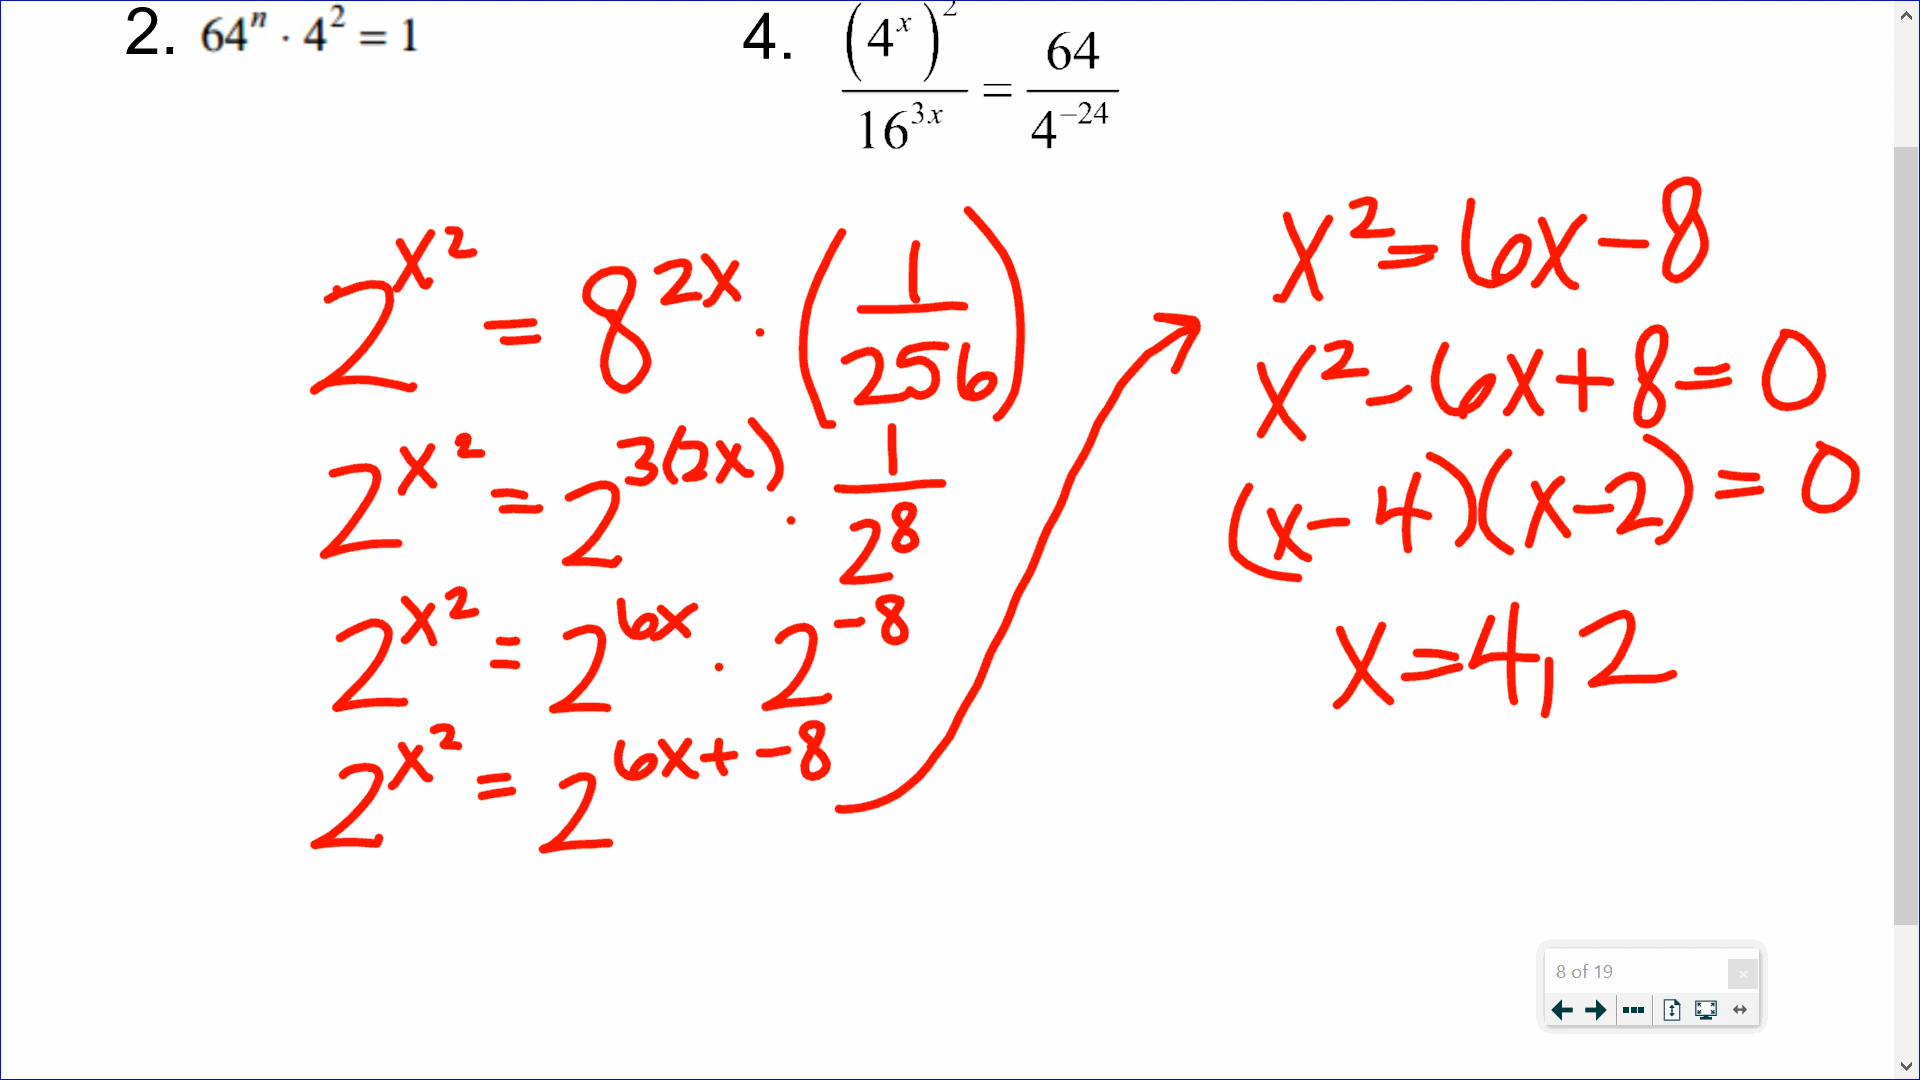 2. 64ⁿ · 4² = 1
4. (4ˣ)² / 16³ˣ = 64 / 4⁻²⁴
2^(x²) = 8^(2x) · (1/256)
2^(x²) = 2^(3(2x)) · 1/2⁸
2^(x²) = 2^(6x) · 2^(-8)
2^(x²) = 2^(6x + -8)
x² = 6x - 8
x² - 6x + 8 = 0
(x - 4)(x - 2) = 0
x = 4, 2
8 of 19